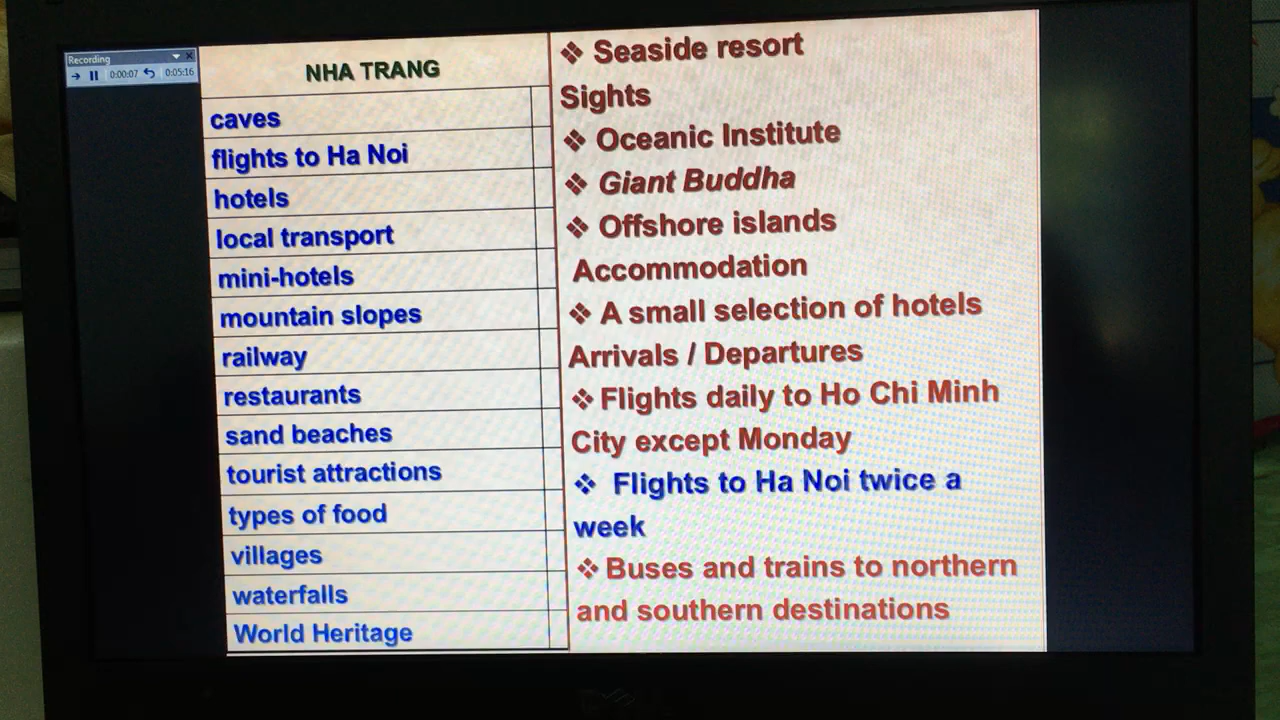 Recording
0:00:07 0:05:16
NHA TRANG
caves
flights to Ha Noi
hotels
local transport
mini-hotels
mountain slopes
railway
restaurants
sand beaches
tourist attractions
types of food
villages
waterfalls
World Heritage
❖ Seaside resort
Sights
❖ Oceanic Institute
❖ Giant Buddha
❖ Offshore islands
Accommodation
❖ A small selection of hotels
Arrivals / Departures
❖ Flights daily to Ho Chi Minh
City except Monday
❖ Flights to Ha Noi twice a
week
❖ Buses and trains to northern
and southern destinations